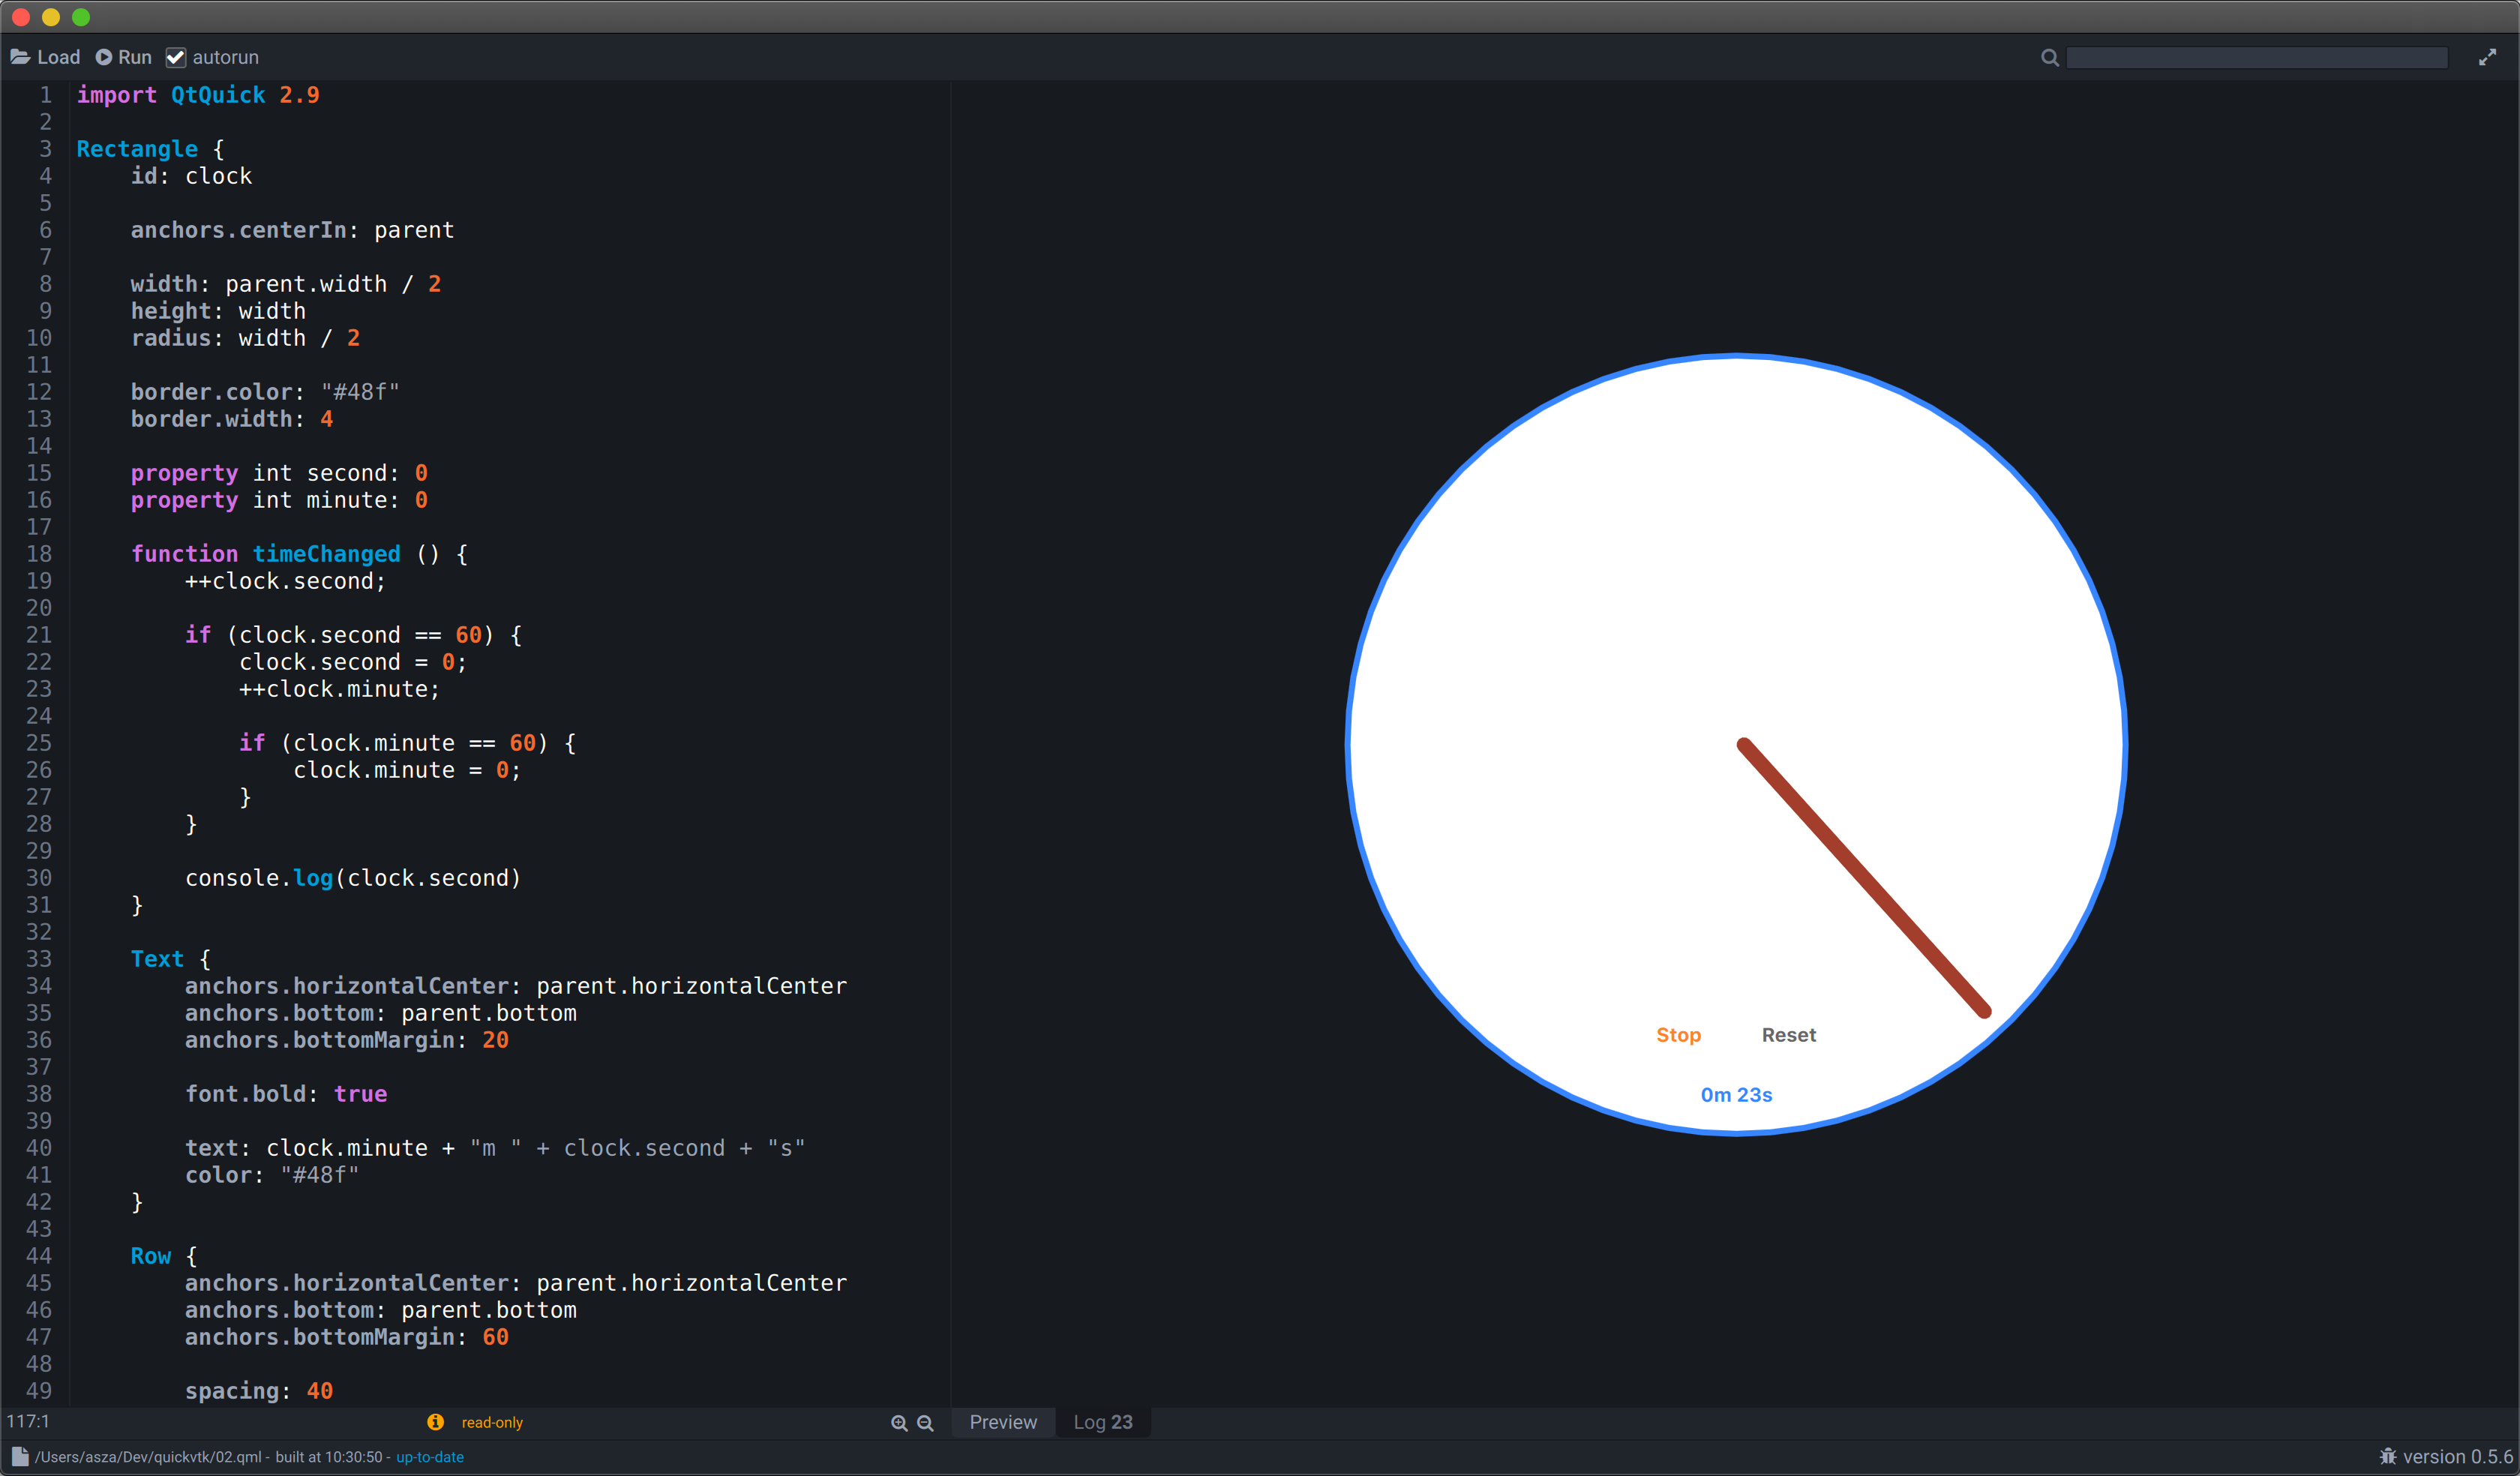 Load Run autorun
1 import QtQuick 2.9
2
3 Rectangle {
4     id: clock
5
6     anchors.centerIn: parent
7
8     width: parent.width / 2
9     height: width
10     radius: width / 2
11
12     border.color: "#48f"
13     border.width: 4
14
15     property int second: 0
16     property int minute: 0
17
18     function timeChanged () {
19         ++clock.second;
20
21         if (clock.second == 60) {
22             clock.second = 0;
23             ++clock.minute;
24
25             if (clock.minute == 60) {
26                 clock.minute = 0;
27             }
28         }
29
30         console.log(clock.second)
31     }
32
33     Text {
34         anchors.horizontalCenter: parent.horizontalCenter
35         anchors.bottom: parent.bottom
36         anchors.bottomMargin: 20
37
38         font.bold: true
39
40         text: clock.minute + "m " + clock.second + "s"
41         color: "#48f"
42     }
43
44     Row {
45         anchors.horizontalCenter: parent.horizontalCenter
46         anchors.bottom: parent.bottom
47         anchors.bottomMargin: 60
48
49         spacing: 40
Stop Reset
0m 23s
117:1 read-only Preview Log 23
/Users/asza/Dev/quickvtk/02.qml - built at 10:30:50 - up-to-date version 0.5.6